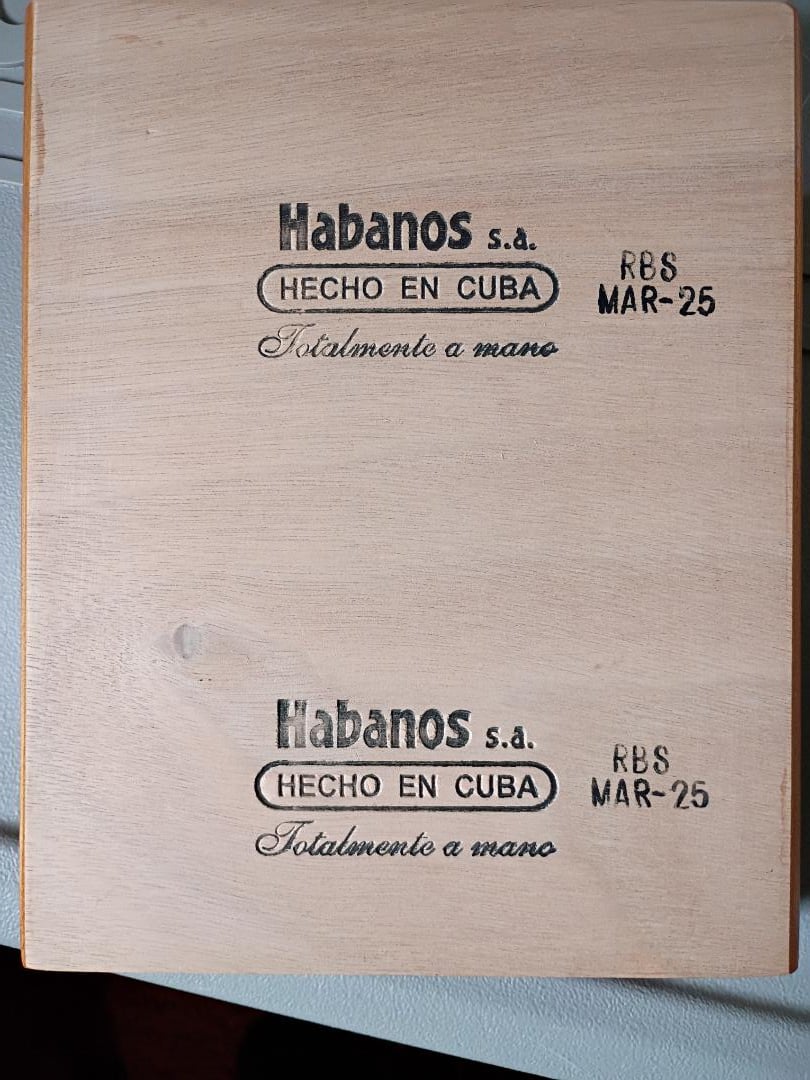 Habanos s.a.
HECHO EN CUBA
Totalmente a mano
RBS
MAR-25
Habanos s.a.
HECHO EN CUBA
Totalmente a mano
RBS
MAR-25